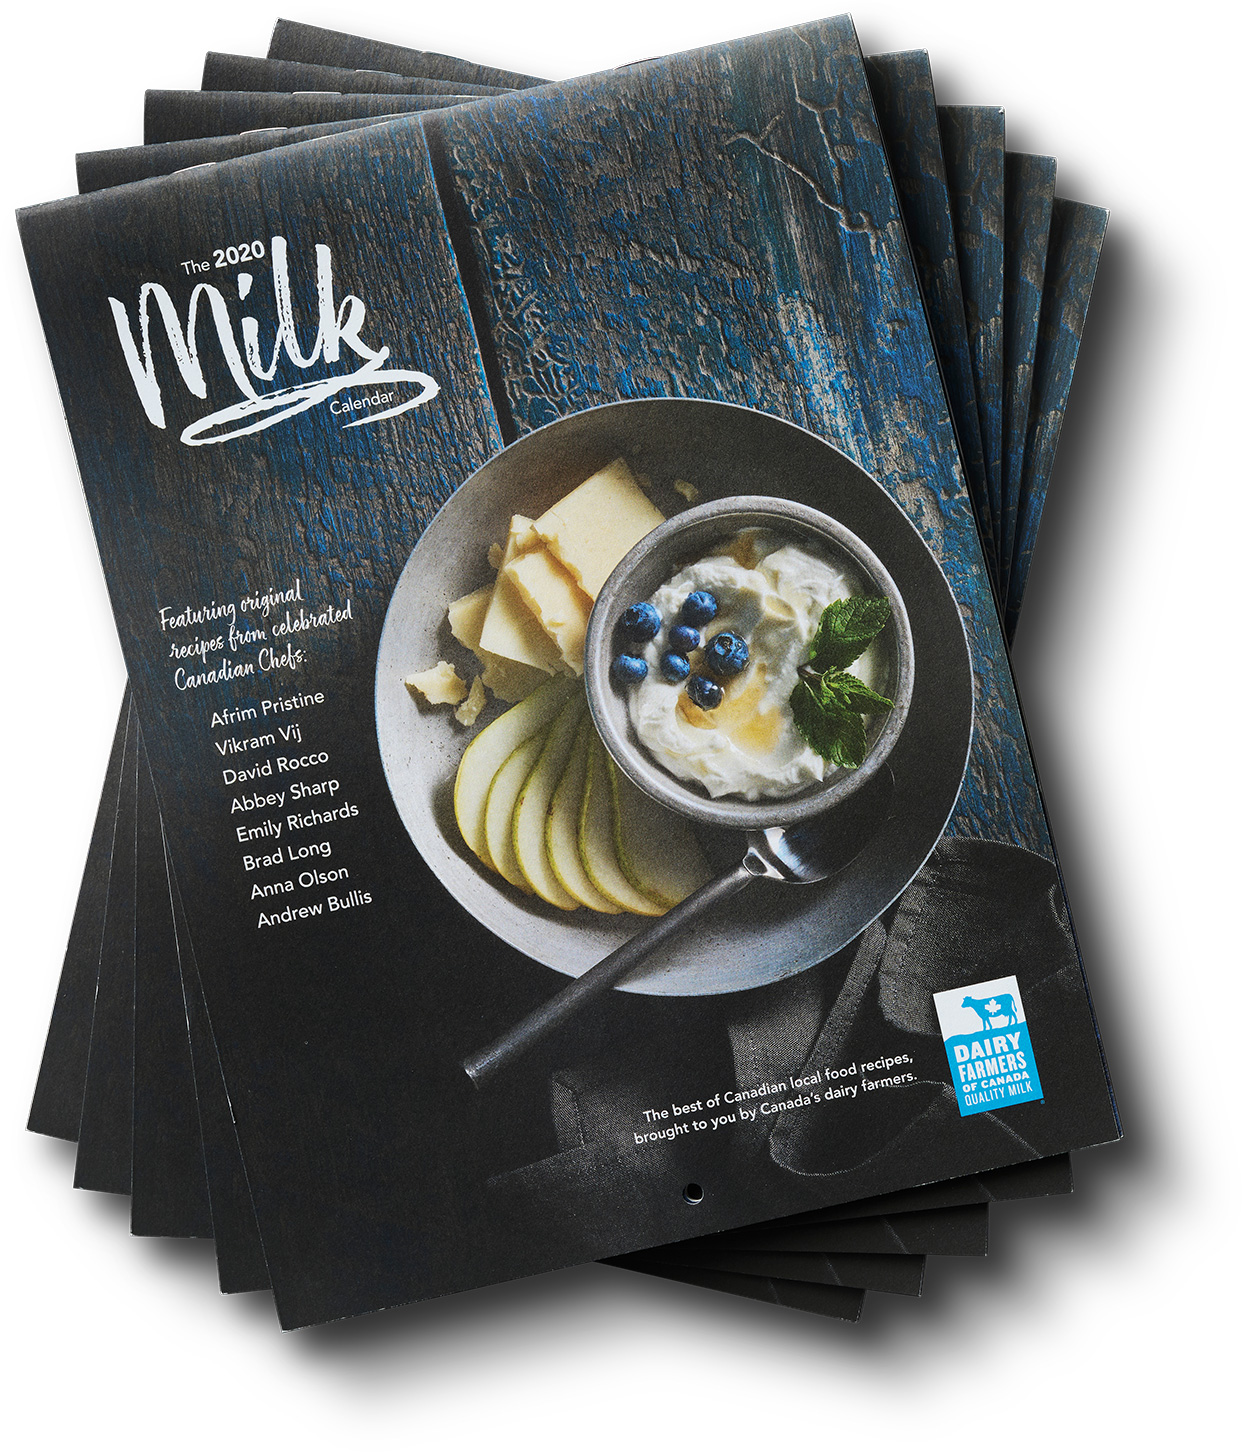 The 2020
Milk
Calendar
Featuring original
recipes from celebrated
Canadian Chefs:
Afrim Pristine
Vikram Vij
David Rocco
Abbey Sharp
Emily Richards
Brad Long
Anna Olson
Andrew Bullis
The best of Canadian local food recipes,
brought to you by Canada's dairy farmers.
DAIRY
FARMERS
OF CANADA
QUALITY MILK